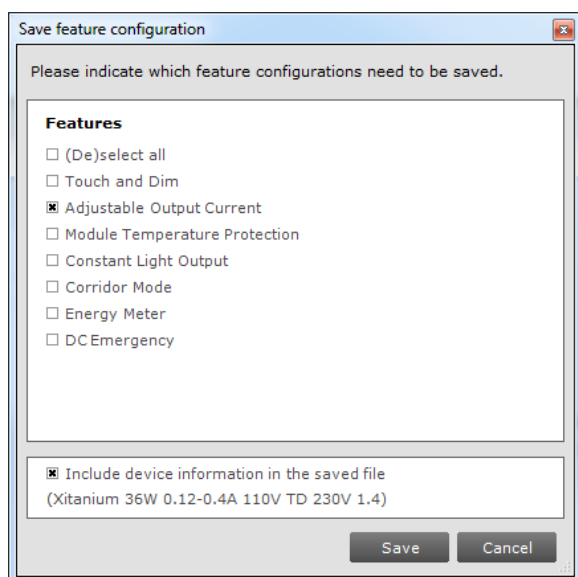 Save feature configuration
Please indicate which feature configurations need to be saved.
Features
(De)select all
Touch and Dim
Adjustable Output Current
Module Temperature Protection
Constant Light Output
Corridor Mode
Energy Meter
DC Emergency
Include device information in the saved file
(Xitanium 36W 0.12-0.4A 110V TD 230V 1.4)
Save Cancel